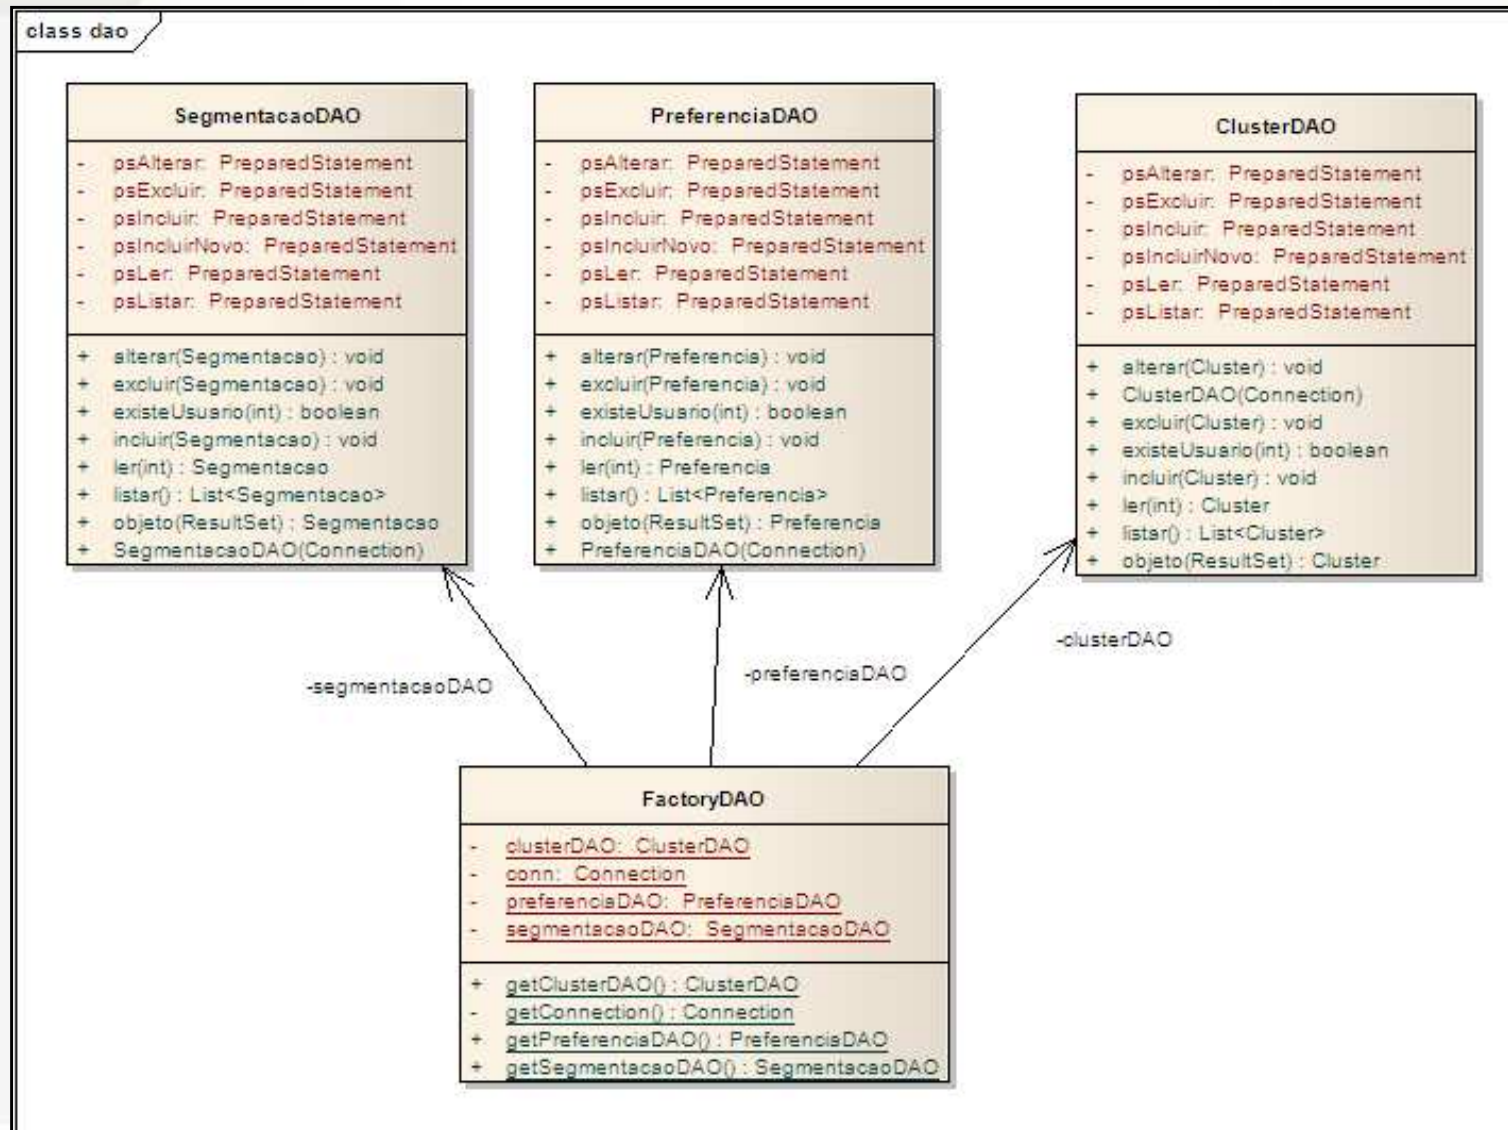 class dao
SegmentacaoDAO
- psAlterar: PreparedStatement
- psExcluir: PreparedStatement
- psIncluir: PreparedStatement
- psIncluirNovo: PreparedStatement
- psLer: PreparedStatement
- psListar: PreparedStatement
+ alterar(Segmentacao) : void
+ excluir(Segmentacao) : void
+ existeUsuario(int) : boolean
+ incluir(Segmentacao) : void
+ ler(int) : Segmentacao
+ listar() : List<Segmentacao>
+ objeto(ResultSet) : Segmentacao
+ SegmentacaoDAO(Connection)
PreferenciaDAO
- psAlterar: PreparedStatement
- psExcluir: PreparedStatement
- psIncluir: PreparedStatement
- psIncluirNovo: PreparedStatement
- psLer: PreparedStatement
- psListar: PreparedStatement
+ alterar(Preferencia) : void
+ excluir(Preferencia) : void
+ existeUsuario(int) : boolean
+ incluir(Preferencia) : void
+ ler(int) : Preferencia
+ listar() : List<Preferencia>
+ objeto(ResultSet) : Preferencia
+ PreferenciaDAO(Connection)
ClusterDAO
- psAlterar: PreparedStatement
- psExcluir: PreparedStatement
- psIncluir: PreparedStatement
- psIncluirNovo: PreparedStatement
- psLer: PreparedStatement
- psListar: PreparedStatement
+ alterar(Cluster) : void
+ ClusterDAO(Connection)
+ excluir(Cluster) : void
+ existeUsuario(int) : boolean
+ incluir(Cluster) : void
+ ler(int) : Cluster
+ listar() : List<Cluster>
+ objeto(ResultSet) : Cluster
-segmentacaoDAO
-preferenciaDAO
-clusterDAO
FactoryDAO
- clusterDAO: ClusterDAO
- conn: Connection
- preferenciaDAO: PreferenciaDAO
- segmentacaoDAO: SegmentacaoDAO
+ getClusterDAO() : ClusterDAO
- getConnection() : Connection
+ getPreferenciaDAO() : PreferenciaDAO
+ getSegmentacaoDAO() : SegmentacaoDAO